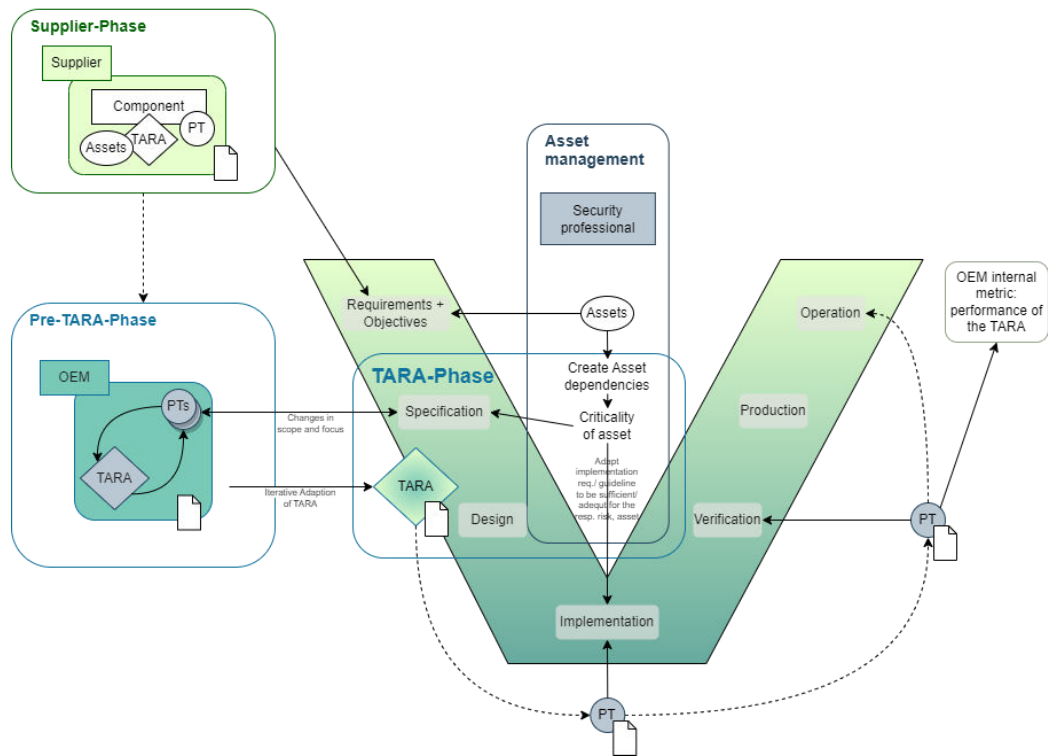 Supplier-Phase
Supplier
Component
PT
TARA
Assets
Asset
management
Security
professional
Requirements +
Objectives
Assets
Operation
OEM internal
metric:
performance of
the TARA
Pre-TARA-Phase
OEM
PTs
TARA
TARA-Phase
Create Asset
dependencies
Changes in
scope and focus
Specification
Criticality
of asset
Production
Iterative Adaption
of TARA
TARA
Adapt
implementation
req./ guideline
to be sufficient/
adequt for the
resp. risk, asset
Design
Verification
PT
Implementation
PT